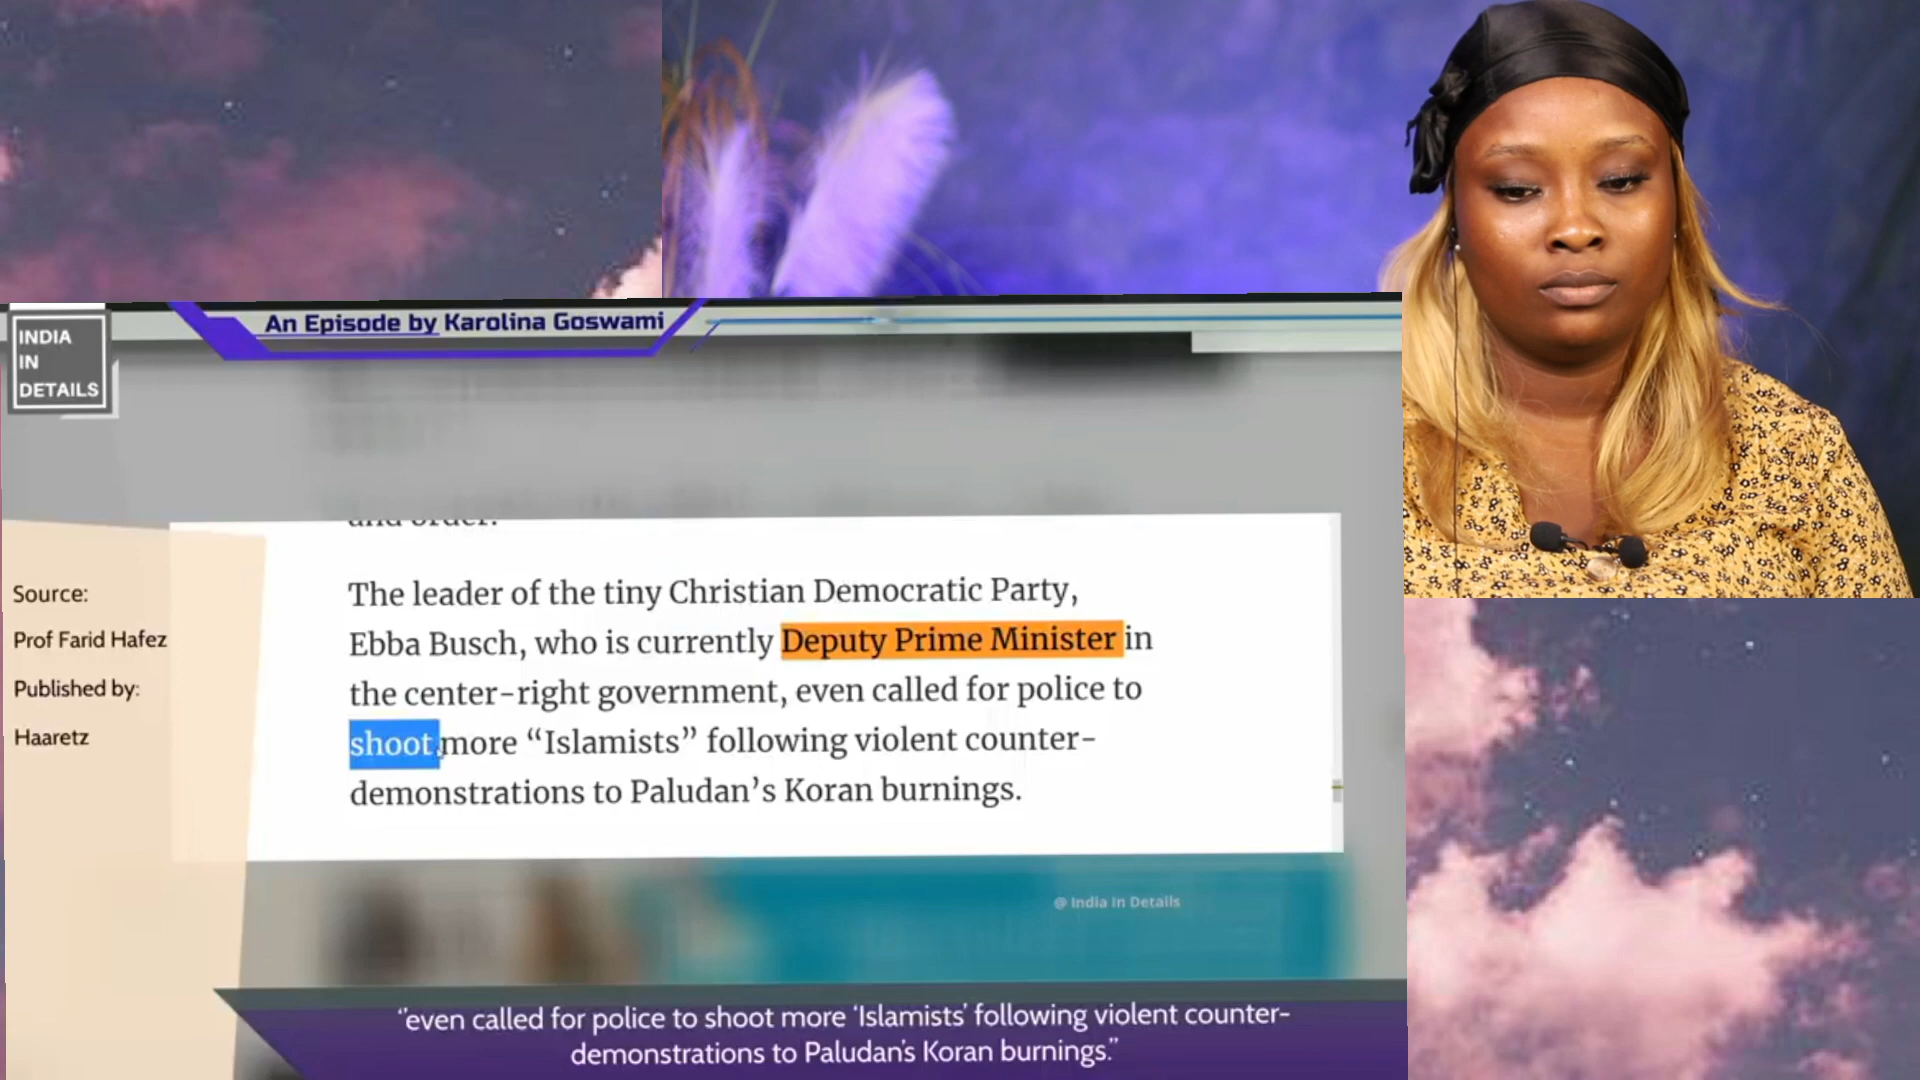 An Episode by Karolina Goswami
INDIA
IN
DETAILS
and order.
The leader of the tiny Christian Democratic Party,
Ebba Busch, who is currently Deputy Prime Minister in
the center-right government, even called for police to
shoot more “Islamists” following violent counter-
demonstrations to Paludan’s Koran burnings.
Source:
Prof Farid Hafez
Published by:
Haaretz
@ India In Details
“even called for police to shoot more ‘Islamists’ following violent counter-
demonstrations to Paludan’s Koran burnings.”